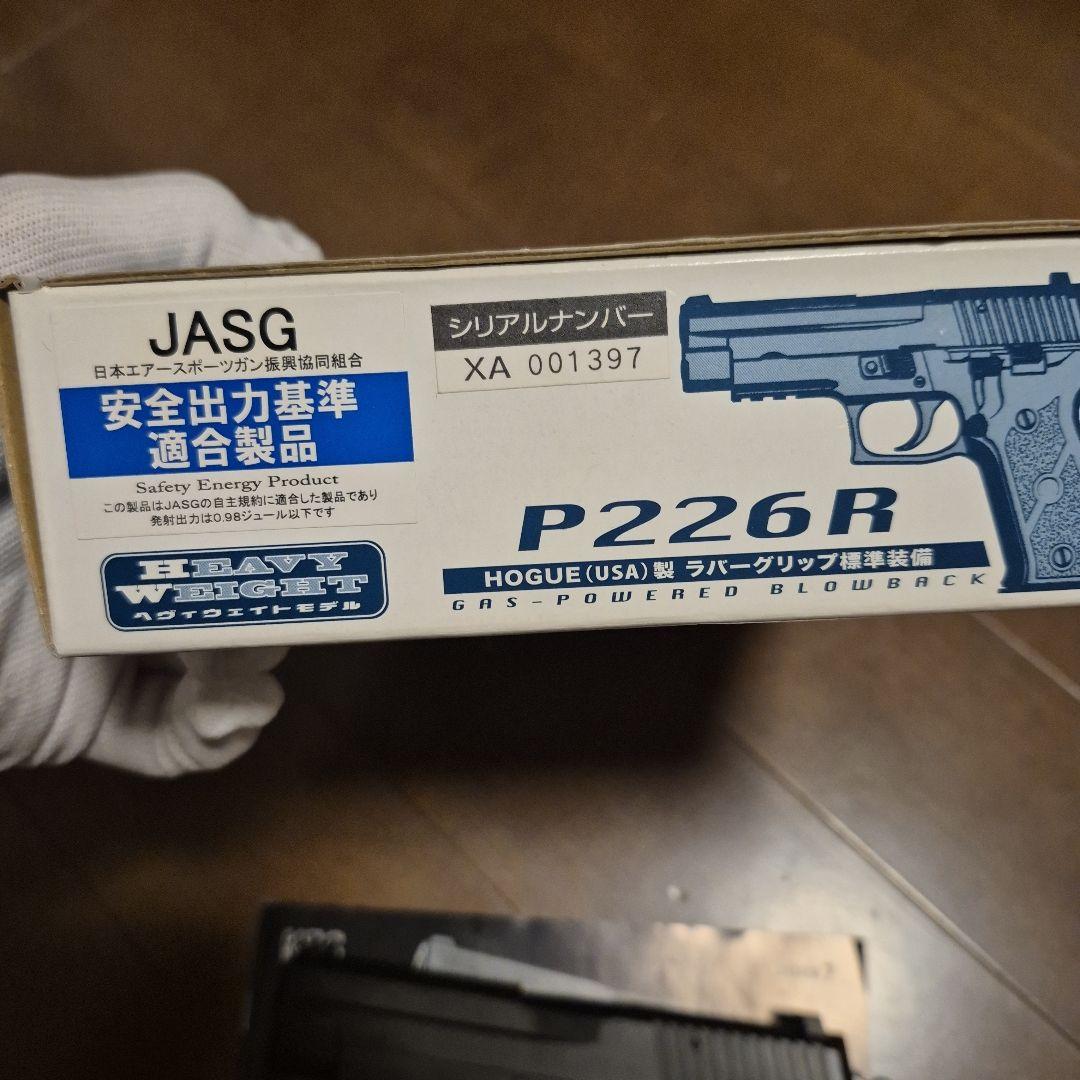 JASG
日本エアースポーツガン振興協同組合
安全出力基準
適合製品
Safety Energy Product
この製品はJASGの自主規約に適合した製品であり
発射出力は0.98ジュール以下です
シリアルナンバー
XA 001397
HEAVY
WEIGHT
ヘヴィウェイトモデル
P226R
HOGUE(USA)製 ラバーグリップ標準装備
GAS-POWERED BLOWBACK